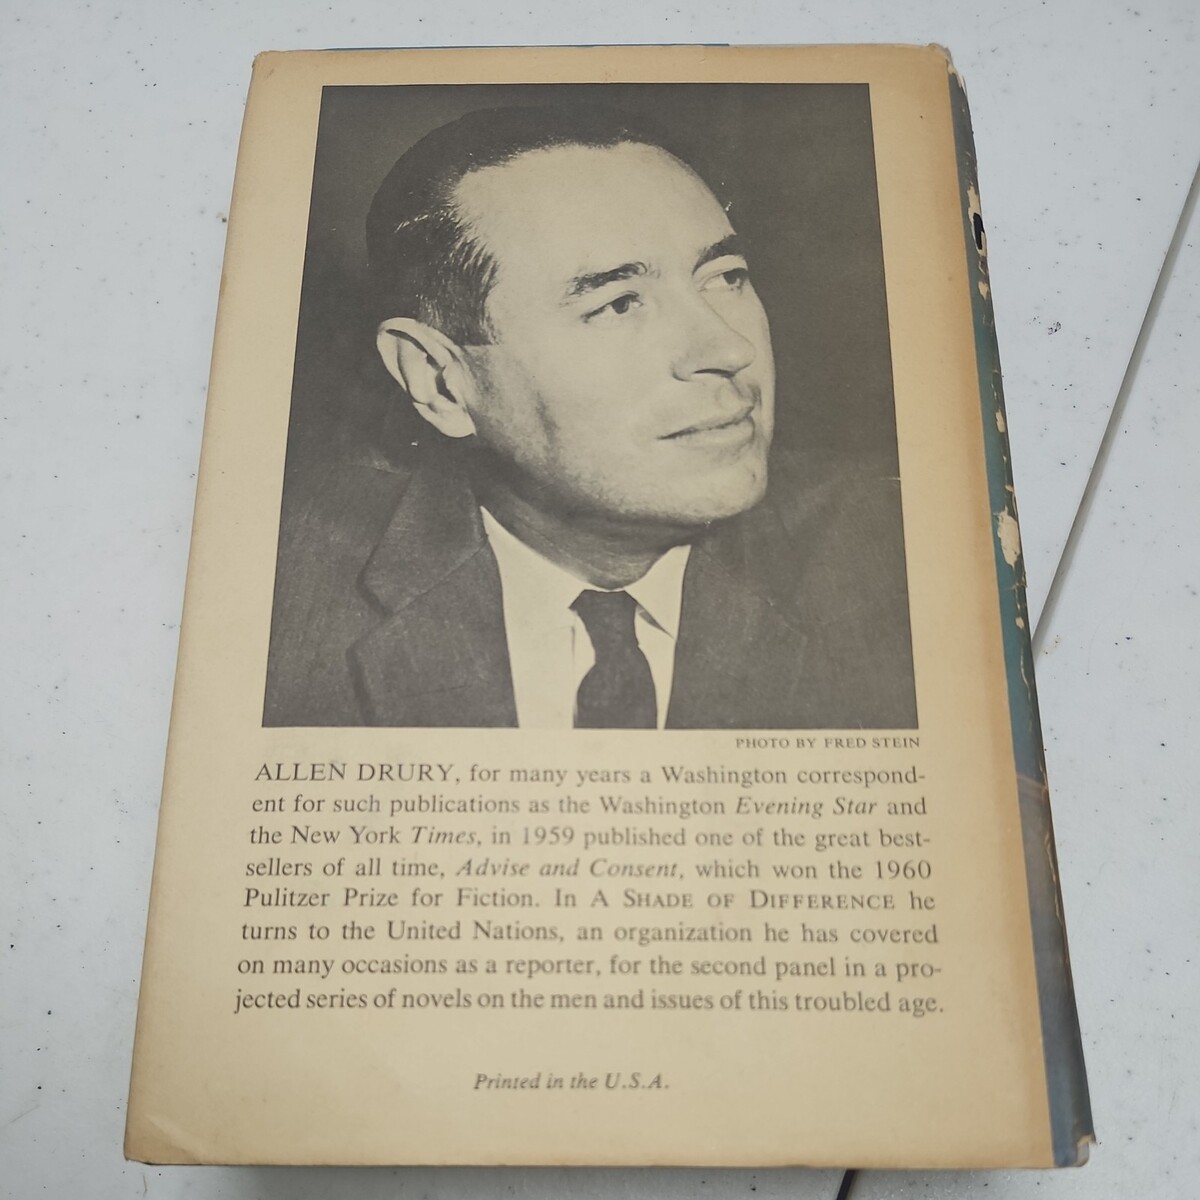 PHOTO BY FRED STEIN
ALLEN DRURY, for many years a Washington correspond-
ent for such publications as the Washington Evening Star and
the New York Times, in 1959 published one of the great best-
sellers of all time, Advise and Consent, which won the 1960
Pulitzer Prize for Fiction. In A SHADE OF DIFFERENCE he
turns to the United Nations, an organization he has covered
on many occasions as a reporter, for the second panel in a pro-
jected series of novels on the men and issues of this troubled age.
Printed in the U.S.A.